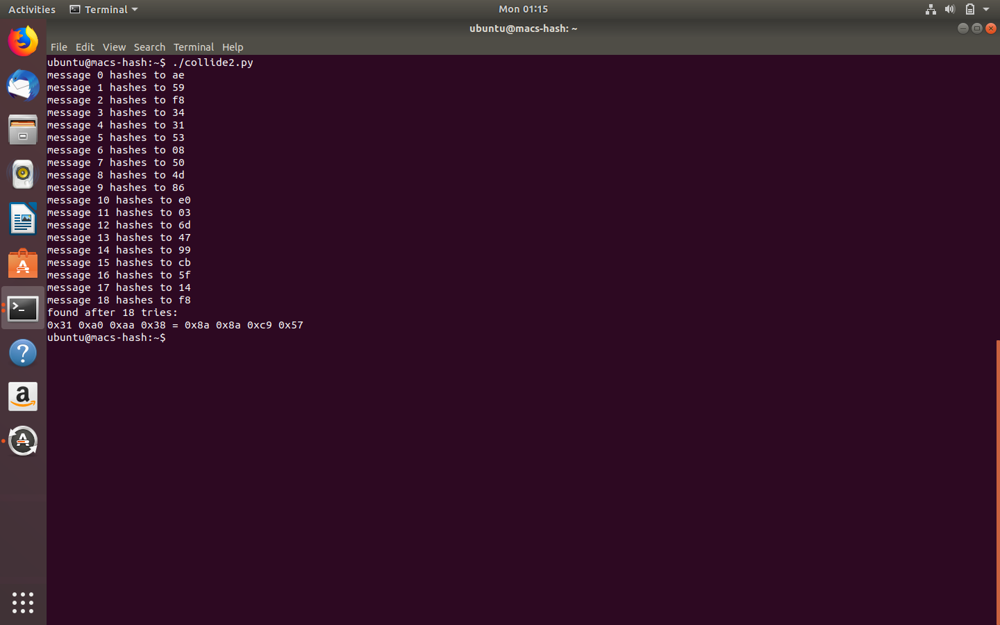 Activities Terminal Mon 01:15
ubuntu@macs-hash: ~
File Edit View Search Terminal Help
ubuntu@macs-hash:~$ ./collide2.py
message 0 hashes to ae
message 1 hashes to 59
message 2 hashes to f8
message 3 hashes to 34
message 4 hashes to 31
message 5 hashes to 53
message 6 hashes to 08
message 7 hashes to 50
message 8 hashes to 4d
message 9 hashes to 86
message 10 hashes to e0
message 11 hashes to 03
message 12 hashes to 6d
message 13 hashes to 47
message 14 hashes to 99
message 15 hashes to cb
message 16 hashes to 5f
message 17 hashes to 14
message 18 hashes to f8
found after 18 tries:
0x31 0xa0 0xaa 0x38 = 0x8a 0x8a 0xc9 0x57
ubuntu@macs-hash:~$